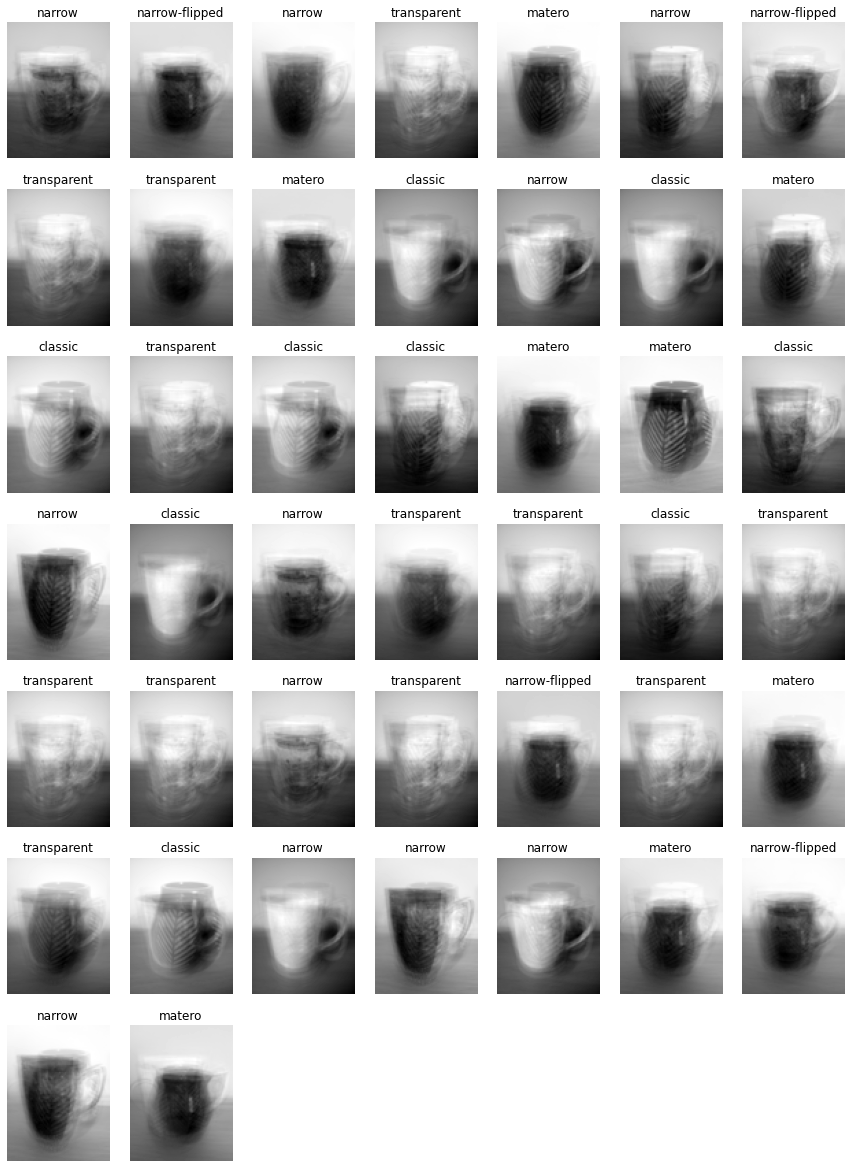 narrow narrow-flipped narrow transparent matero narrow narrow-flipped
transparent transparent matero classic narrow classic matero
classic transparent classic classic matero matero classic
narrow classic narrow transparent transparent classic transparent
transparent transparent narrow transparent narrow-flipped transparent matero
transparent classic narrow narrow narrow matero narrow-flipped
narrow matero